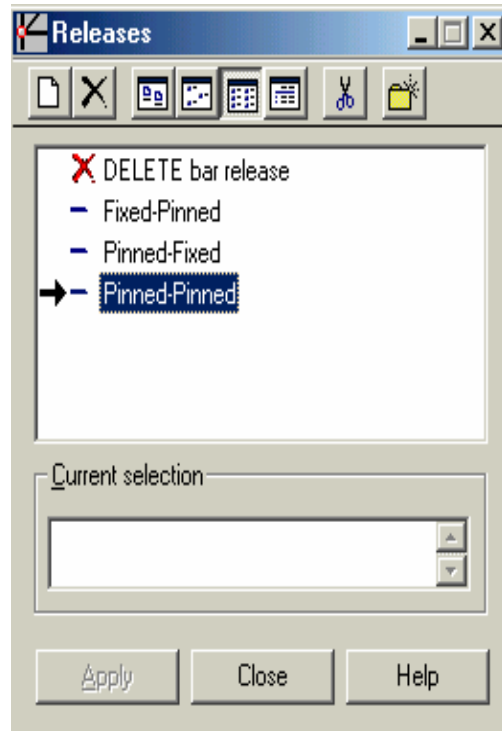 Releases
DELETE bar release
Fixed-Pinned
Pinned-Fixed
Pinned-Pinned
Current selection
Apply Close Help